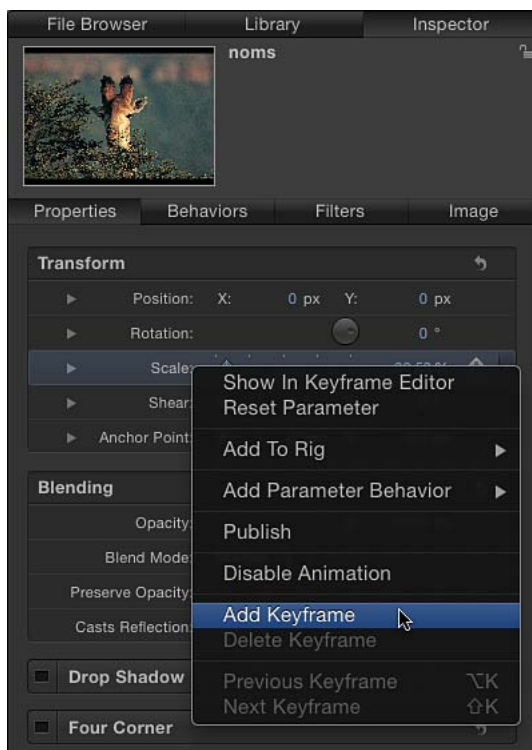 File Browser Library Inspector
noms
Properties Behaviors Filters Image
Transform
Position: X: 0 px Y: 0 px
Rotation: 0 °
Scale:
Shear:
Anchor Point:
Blending
Opacity:
Blend Mode:
Preserve Opacity:
Casts Reflection:
Drop Shadow
Four Corner
Show In Keyframe Editor
Reset Parameter
Add To Rig
Add Parameter Behavior
Publish
Disable Animation
Add Keyframe
Delete Keyframe
Previous Keyframe ⌥K
Next Keyframe ⇧K